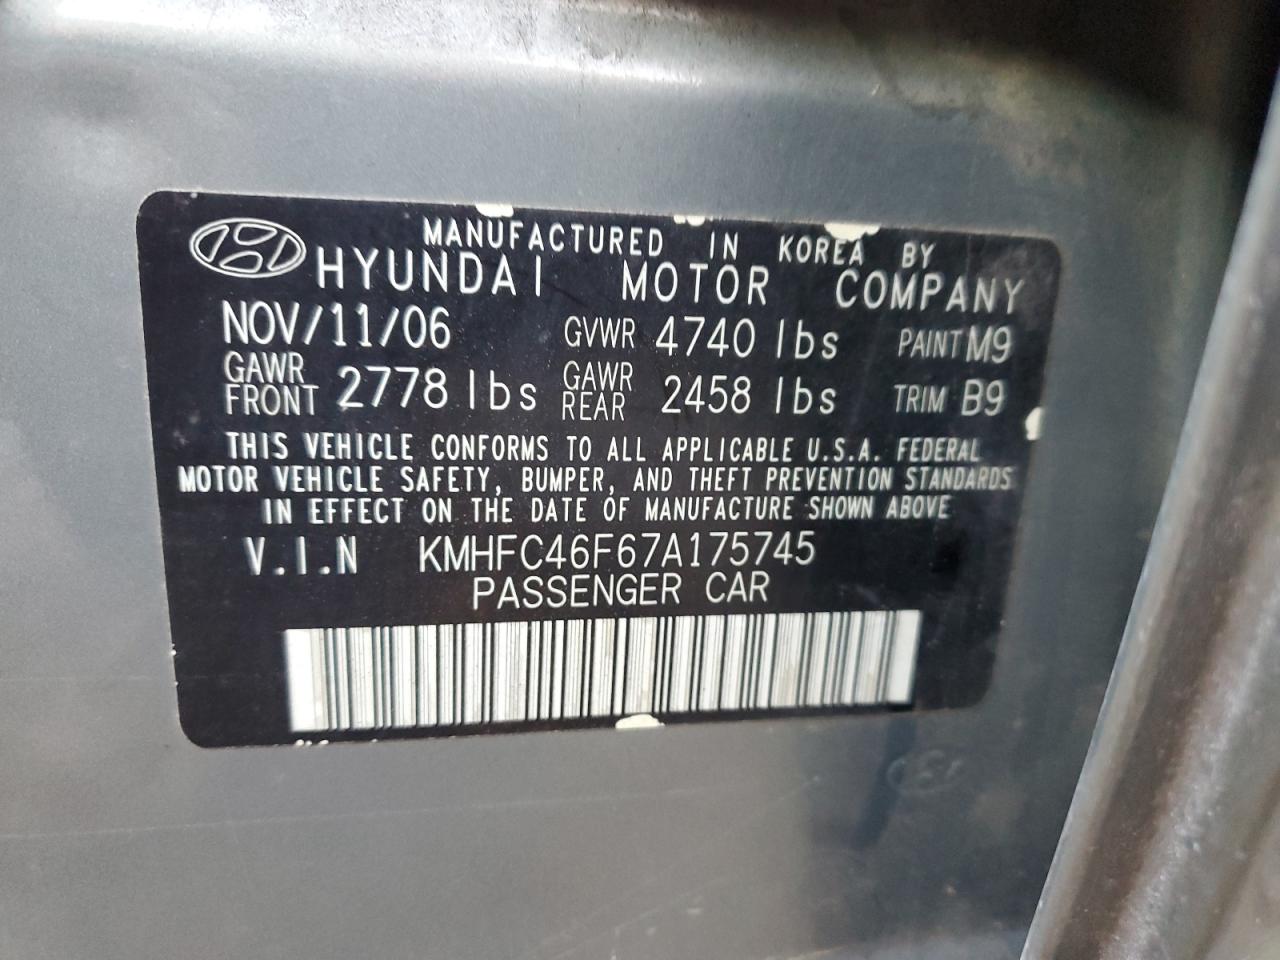 MANUFACTURED IN KOREA BY
HYUNDAI MOTOR COMPANY
NOV/11/06 GVWR 4740 lbs PAINT M9
GAWR FRONT 2778 lbs GAWR REAR 2458 lbs TRIM B9
THIS VEHICLE CONFORMS TO ALL APPLICABLE U.S.A. FEDERAL
MOTOR VEHICLE SAFETY, BUMPER, AND THEFT PREVENTION STANDARDS
IN EFFECT ON THE DATE OF MANUFACTURE SHOWN ABOVE
V.I.N KMHFC46F67A175745
PASSENGER CAR